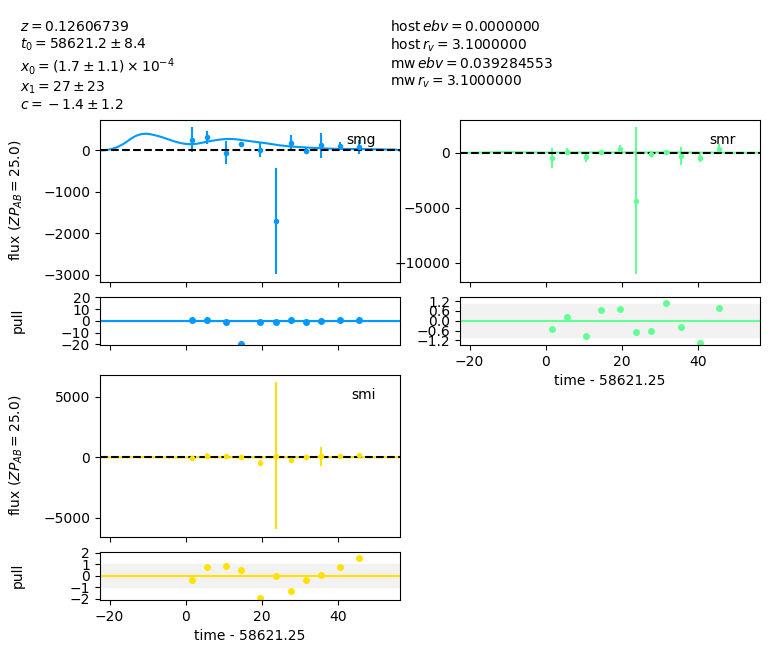 z = 0.12606739
t₀ = 58621.2 ± 8.4
x₀ = (1.7 ± 1.1) × 10⁻⁴
x₁ = 27 ± 23
c = −1.4 ± 1.2
host ebv = 0.0000000
host r_v = 3.1000000
mw ebv = 0.039284553
mw r_v = 3.1000000
smg
flux (ZP_AB = 25.0)
0
−1000
−2000
−3000
smr
0
−5000
−10000
pull
20
10
0
−10
−20
1.2
0.6
0.0
−0.6
−1.2
−20
0
20
40
time - 58621.25
smi
flux (ZP_AB = 25.0)
5000
0
−5000
pull
2
1
0
−1
−2
−20
0
20
40
time - 58621.25